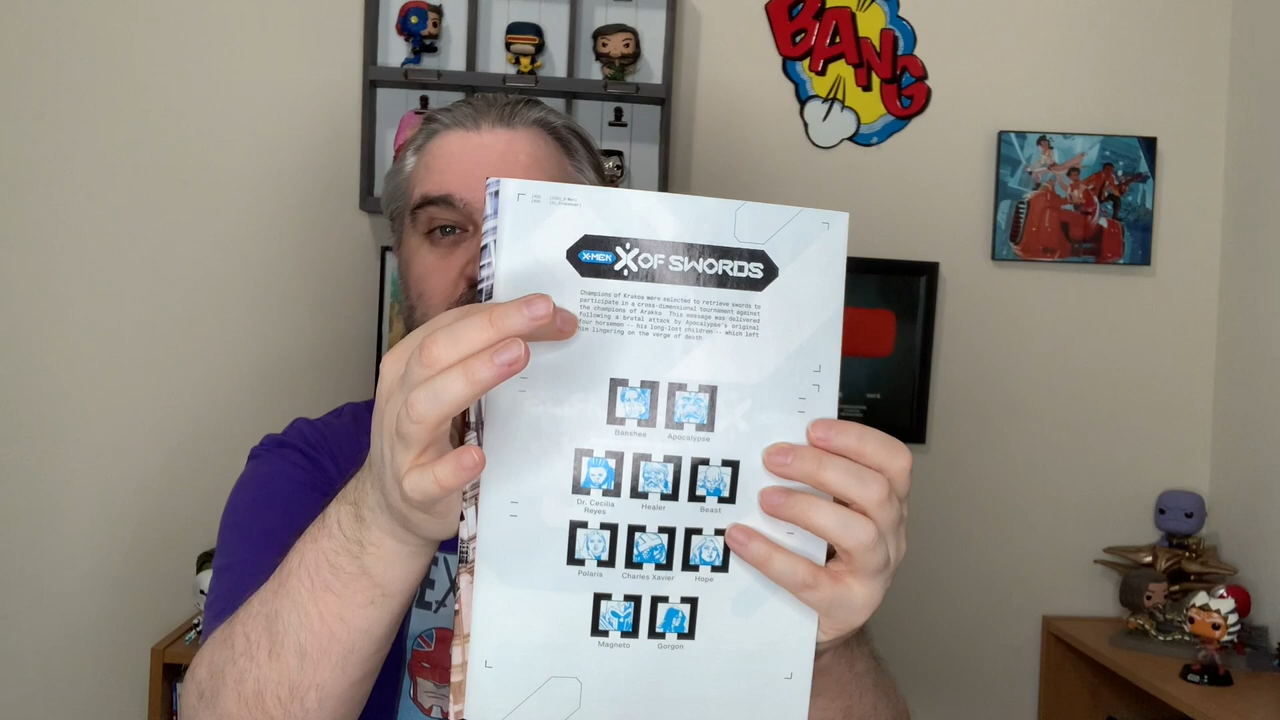 BANG
X-MEN X OF SWORDS
Champions of Krakoa were selected to retrieve swords to
participate in a cross-dimensional tournament against
the champions of Arakko. This message was delivered
following a brutal attack by Apocalypse's original
four horsemen -- his long-lost children -- which left
him lingering on the verge of death.
Banshee Apocalypse
Dr. Cecilia
Reyes Healer Beast
Polaris Charles Xavier Hope
Magneto Gorgon